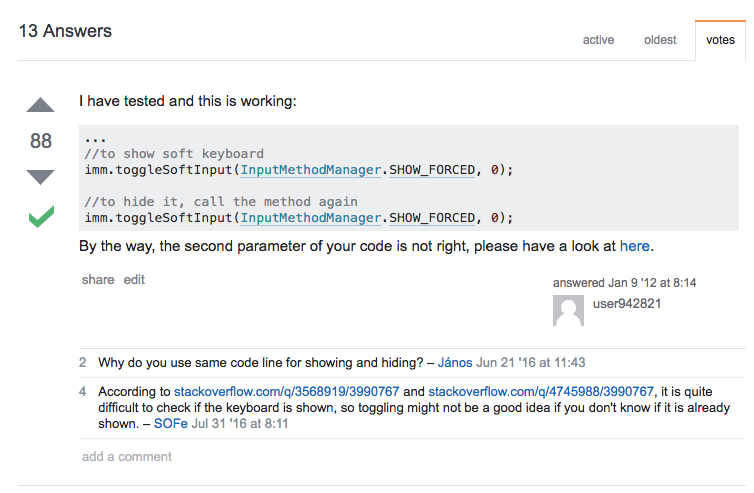 13 Answers
active oldest votes
I have tested and this is working:
88
...
//to show soft keyboard
imm.toggleSoftInput(InputMethodManager.SHOW_FORCED, 0);
//to hide it, call the method again
imm.toggleSoftInput(InputMethodManager.SHOW_FORCED, 0);
By the way, the second parameter of your code is not right, please have a look at here.
share edit
answered Jan 9 '12 at 8:14
user942821
2 Why do you use same code line for showing and hiding? – János Jun 21 '16 at 11:43
4 According to stackoverflow.com/q/3568919/3990767 and stackoverflow.com/q/4745988/3990767, it is quite
difficult to check if the keyboard is shown, so toggling might not be a good idea if you don't know if it is already
shown. – SOFe Jul 31 '16 at 8:11
add a comment